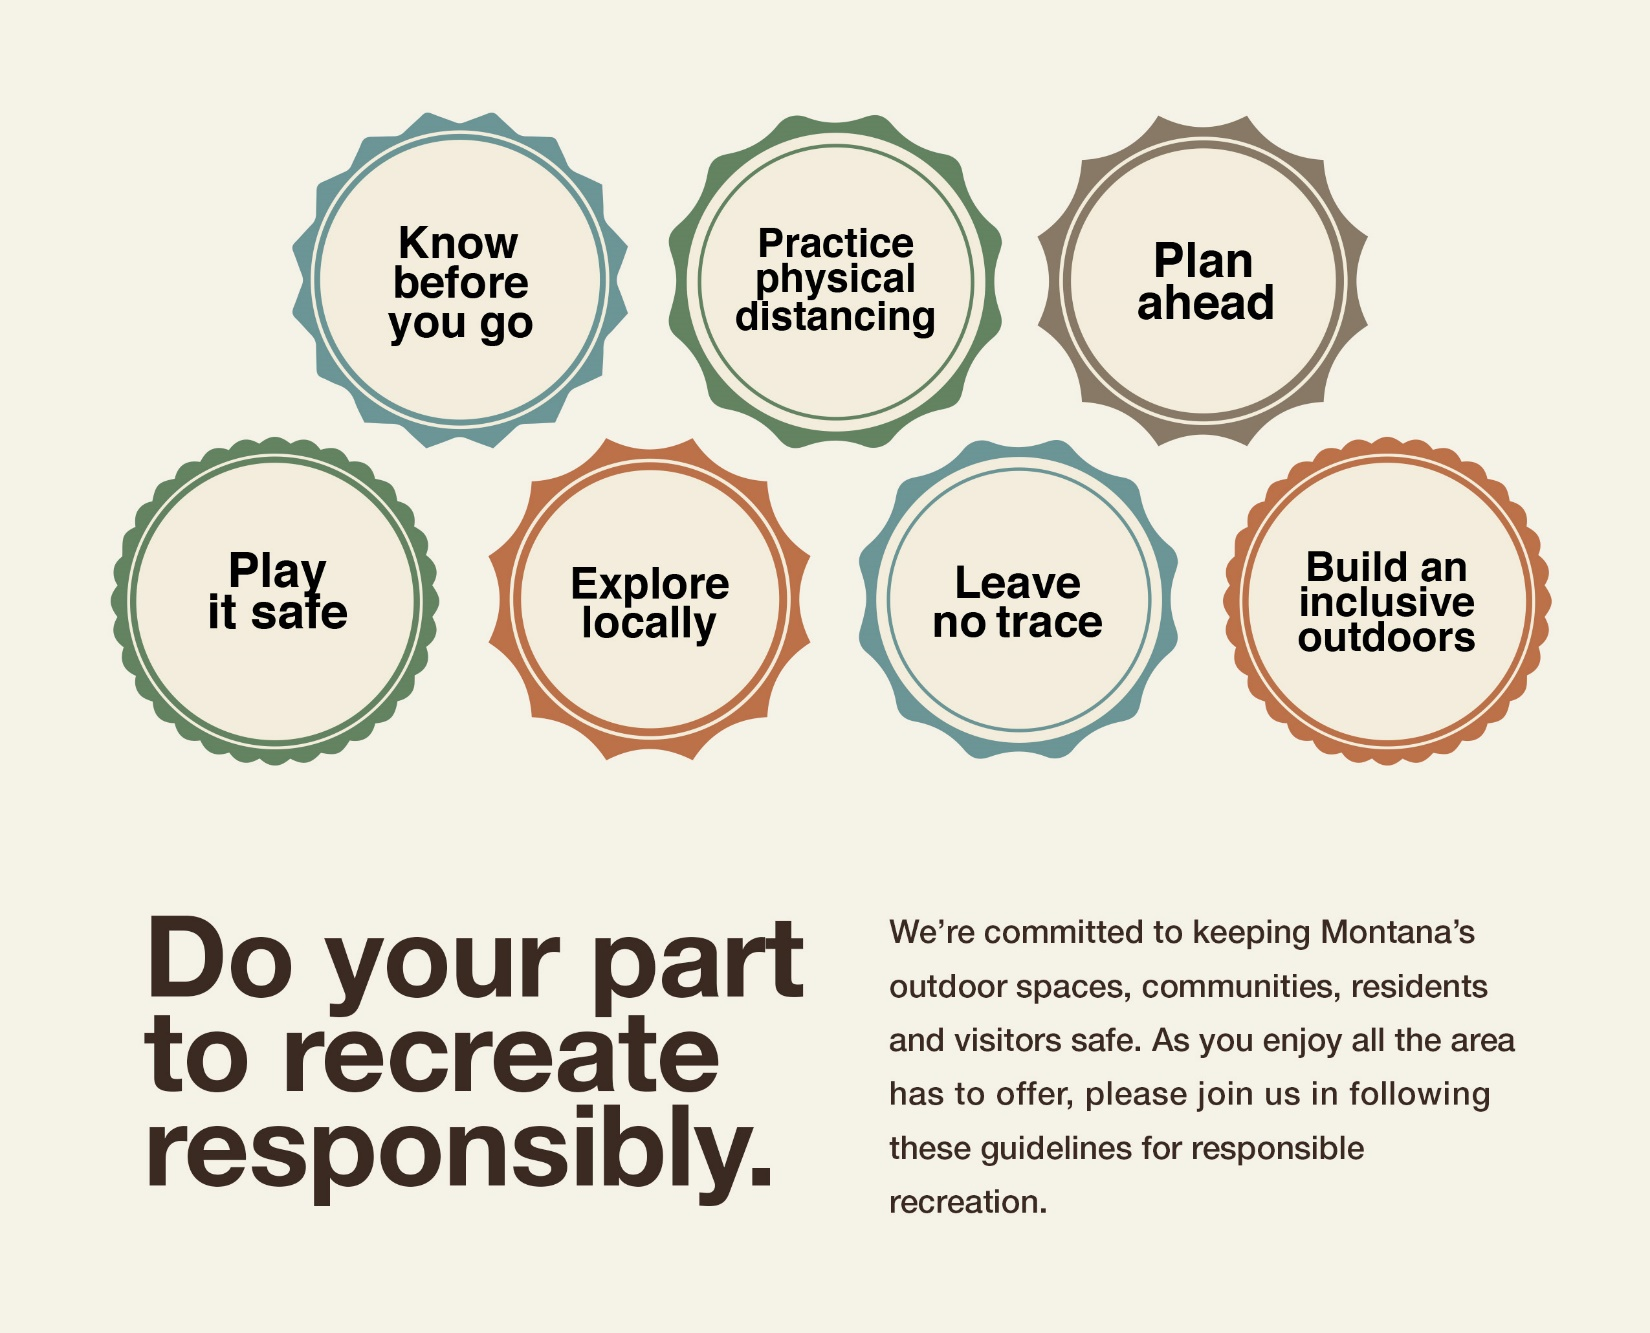 Know
before
you go
Practice
physical
distancing
Plan
ahead
Play
it safe
Explore
locally
Leave
no trace
Build an
inclusive
outdoors
Do your part
to recreate
responsibly.
We’re committed to keeping Montana’s
outdoor spaces, communities, residents
and visitors safe. As you enjoy all the area
has to offer, please join us in following
these guidelines for responsible
recreation.